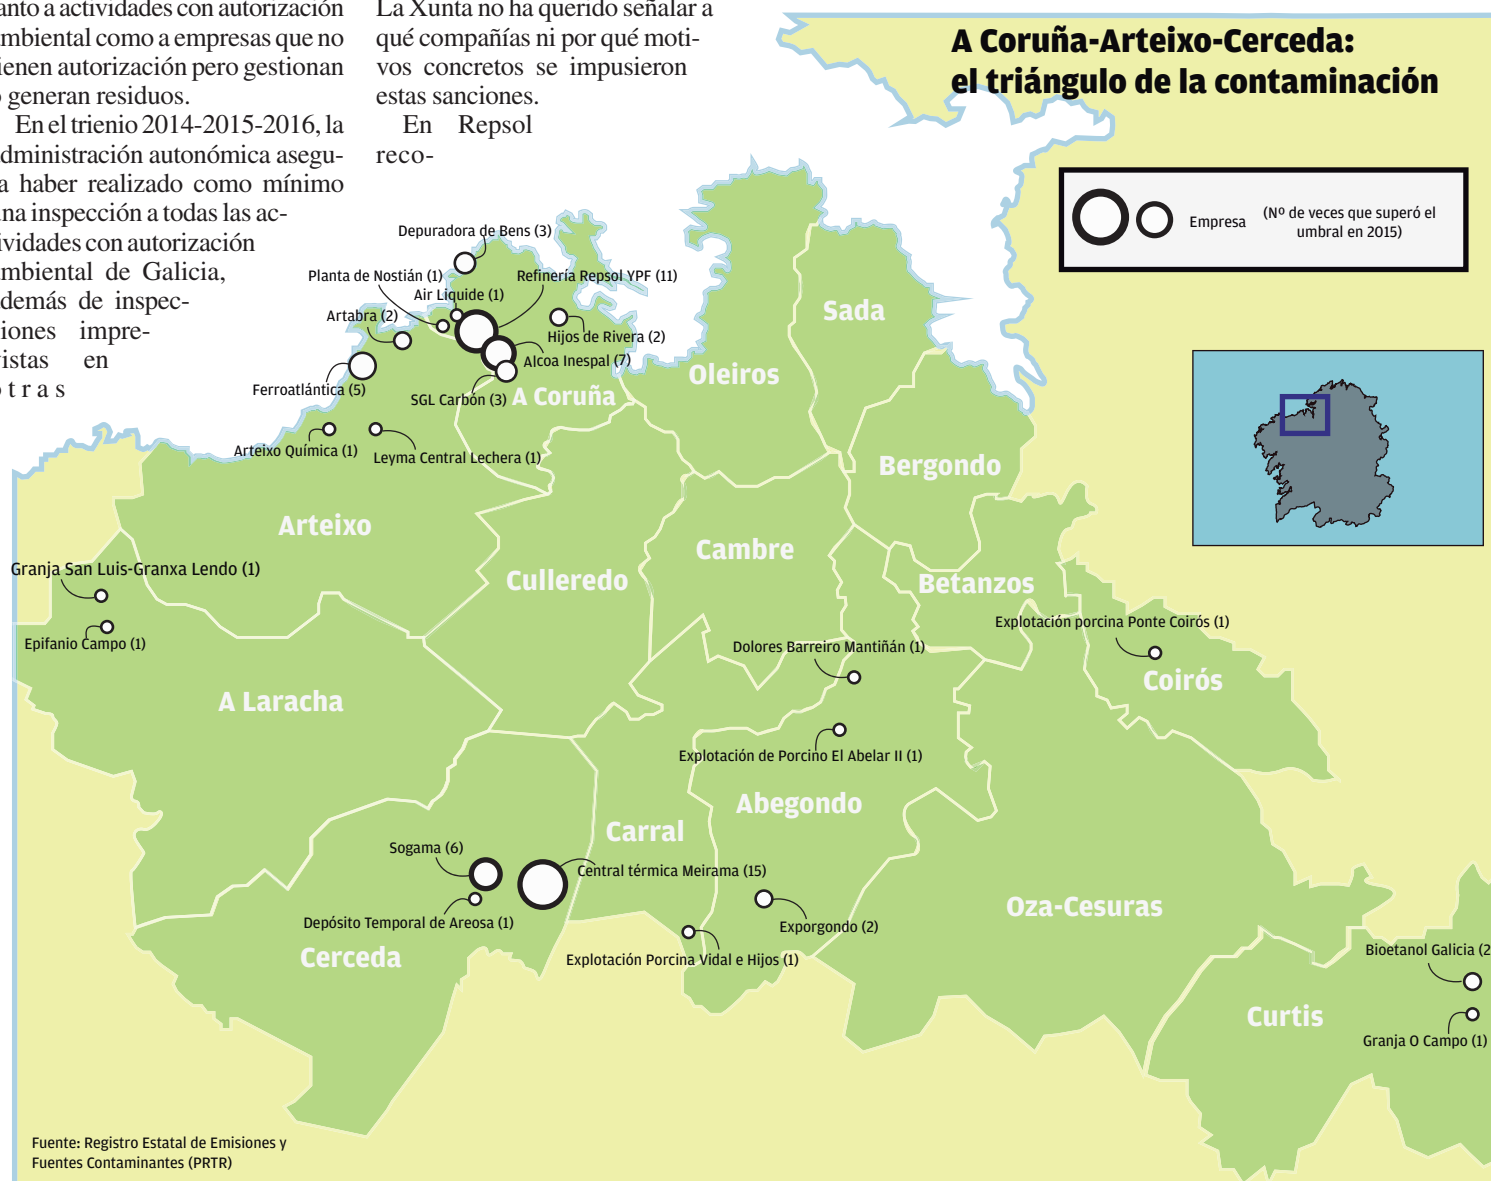 anto a actividades con autorización
mbiental como a empresas que no
ienen autorización pero gestionan
o generan residuos.
En el trienio 2014-2015-2016, la
dministración autonómica asegu-
a haber realizado como mínimo
una inspección a todas las ac-
ividades con autorización
ambiental de Galicia,
además de inspec-
ciones impre-
vistas en
otras
La Xunta no ha querido señalar a
qué compañías ni por qué moti-
vos concretos se impusieron
estas sanciones.
En Repsol
reco-
A Coruña-Arteixo-Cerceda:
el triángulo de la contaminación
Empresa
(Nº de veces que superó el
umbral en 2015)
Depuradora de Bens (3)
Planta de Nostián (1)
Refinería Repsol YPF (11)
Air Liquide (1)
Artabra (2)
Hijos de Rivera (2)
Alcoa Inespal (7)
Ferroatlántica (5)
SGL Carbón (3)
A Coruña
Arteixo Química (1)
Leyma Central Lechera (1)
Sada
Oleiros
Bergondo
Arteixo
Cambre
Culleredo
Betanzos
Granja San Luis-Granxa Lendo (1)
Epifanio Campo (1)
Explotación porcina Ponte Coirós (1)
Dolores Barreiro Mantiñán (1)
Coirós
A Laracha
Explotación de Porcino El Abelar II (1)
Abegondo
Carral
Sogama (6)
Central térmica Meirama (15)
Depósito Temporal de Areosa (1)
Exporgondo (2)
Oza-Cesuras
Cerceda
Explotación Porcina Vidal e Hijos (1)
Bioetanol Galicia (2
Curtis
Granja O Campo (1)
Fuente: Registro Estatal de Emisiones y
Fuentes Contaminantes (PRTR)